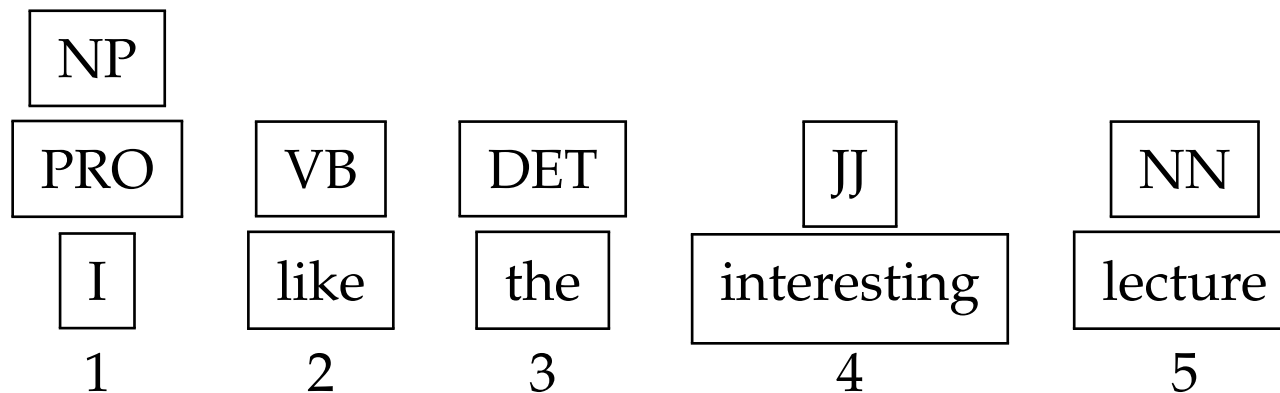 NP
PRO VB DET JJ NN
I like the interesting lecture
1 2 3 4 5